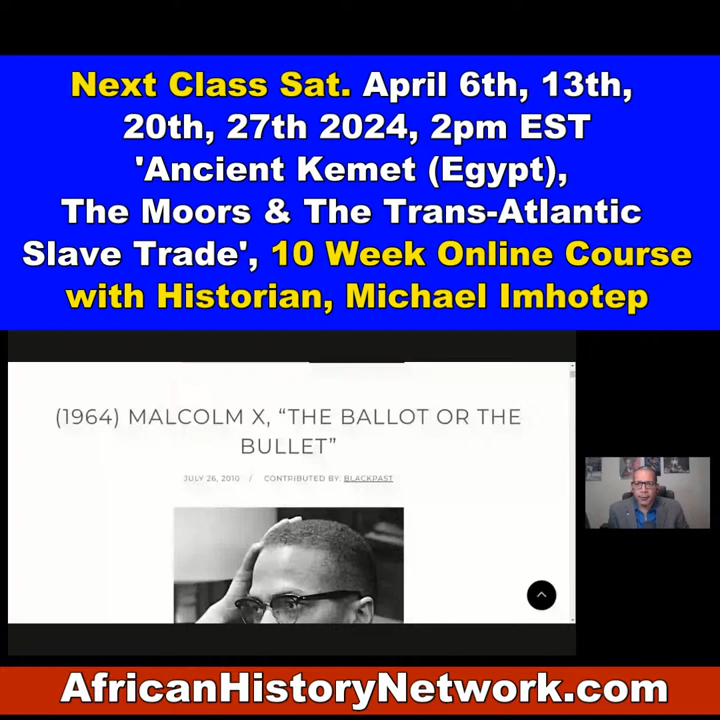 Next Class Sat. April 6th, 13th,
20th, 27th 2024, 2pm EST
'Ancient Kemet (Egypt),
The Moors & The Trans-Atlantic
Slave Trade', 10 Week Online Course
with Historian, Michael Imhotep
(1964) MALCOLM X, “THE BALLOT OR THE
BULLET”
JULY 26, 2010 / CONTRIBUTED BY: BLACKPAST
AfricanHistoryNetwork.com